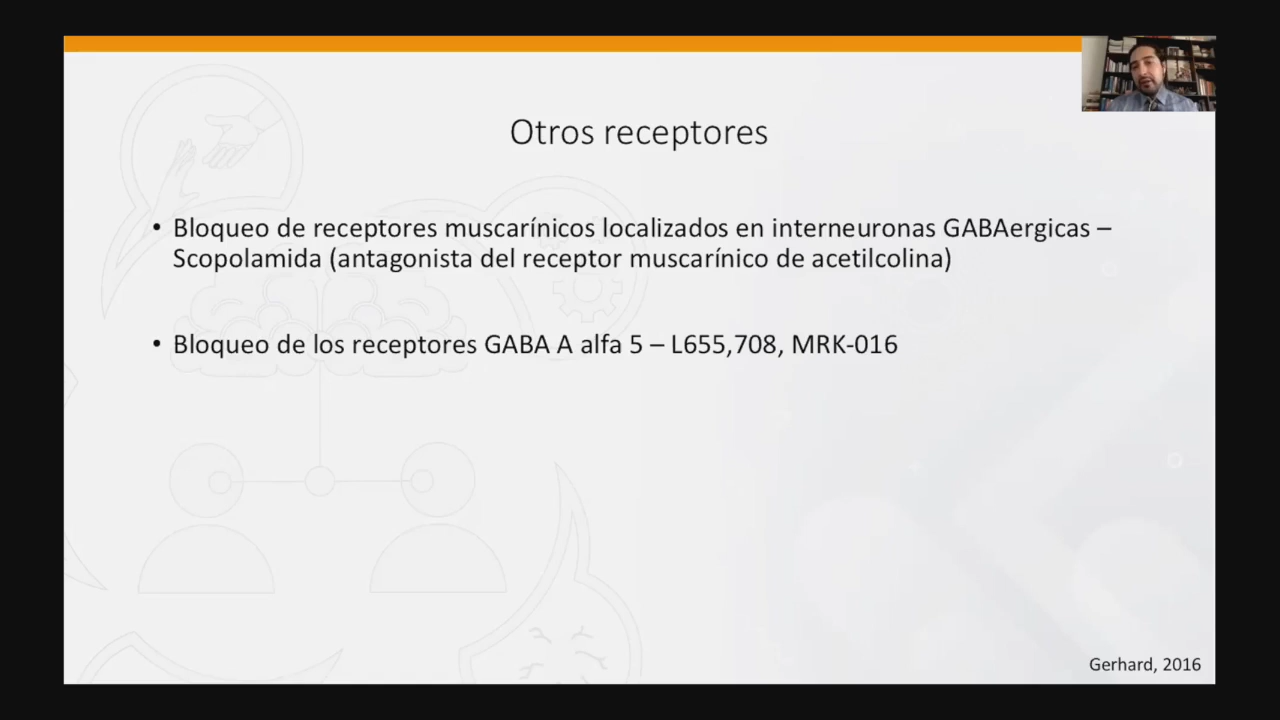 Otros receptores
• Bloqueo de receptores muscarínicos localizados en interneuronas GABAergicas –
Scopolamida (antagonista del receptor muscarínico de acetilcolina)
• Bloqueo de los receptores GABA A alfa 5 – L655,708, MRK-016
Gerhard, 2016